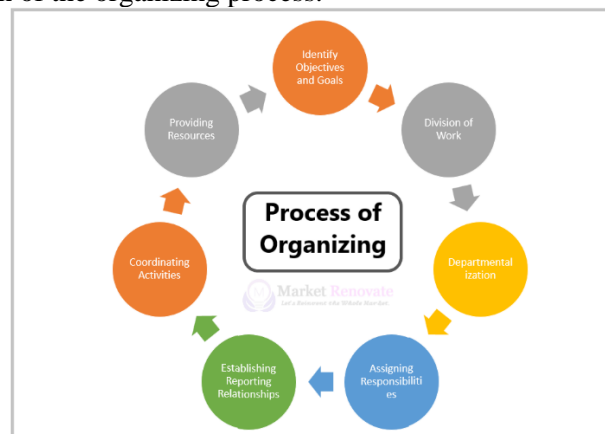 of the organizing process.
Identify
Objectives
and Goals
Division of
Work
Departmental
ization
Assigning
Responsibiliti
es
Establishing
Reporting
Relationships
Coordinating
Activities
Providing
Resources
Process of
Organizing
Market Renovate